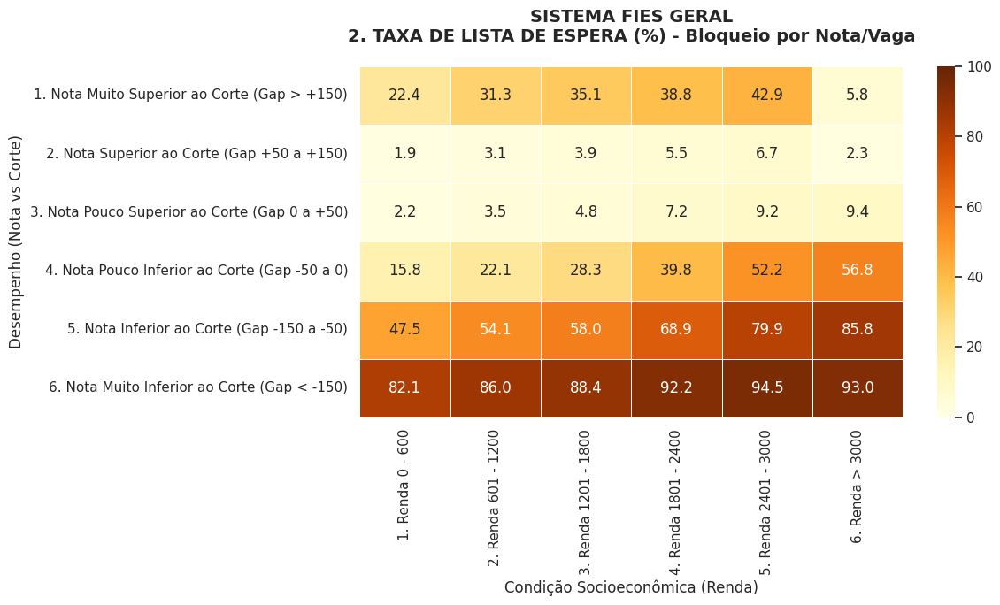 SISTEMA FIES GERAL
2. TAXA DE LISTA DE ESPERA (%) - Bloqueio por Nota/Vaga
Desempenho (Nota vs Corte)
1. Nota Muito Superior ao Corte (Gap > +150) 22.4 31.3 35.1 38.8 42.9 5.8
2. Nota Superior ao Corte (Gap +50 a +150) 1.9 3.1 3.9 5.5 6.7 2.3
3. Nota Pouco Superior ao Corte (Gap 0 a +50) 2.2 3.5 4.8 7.2 9.2 9.4
4. Nota Pouco Inferior ao Corte (Gap -50 a 0) 15.8 22.1 28.3 39.8 52.2 56.8
5. Nota Inferior ao Corte (Gap -150 a -50) 47.5 54.1 58.0 68.9 79.9 85.8
6. Nota Muito Inferior ao Corte (Gap < -150) 82.1 86.0 88.4 92.2 94.5 93.0
1. Renda 0 - 600
2. Renda 601 - 1200
3. Renda 1201 - 1800
4. Renda 1801 - 2400
5. Renda 2401 - 3000
6. Renda > 3000
Condição Socioeconômica (Renda)
100
80
60
40
20
0